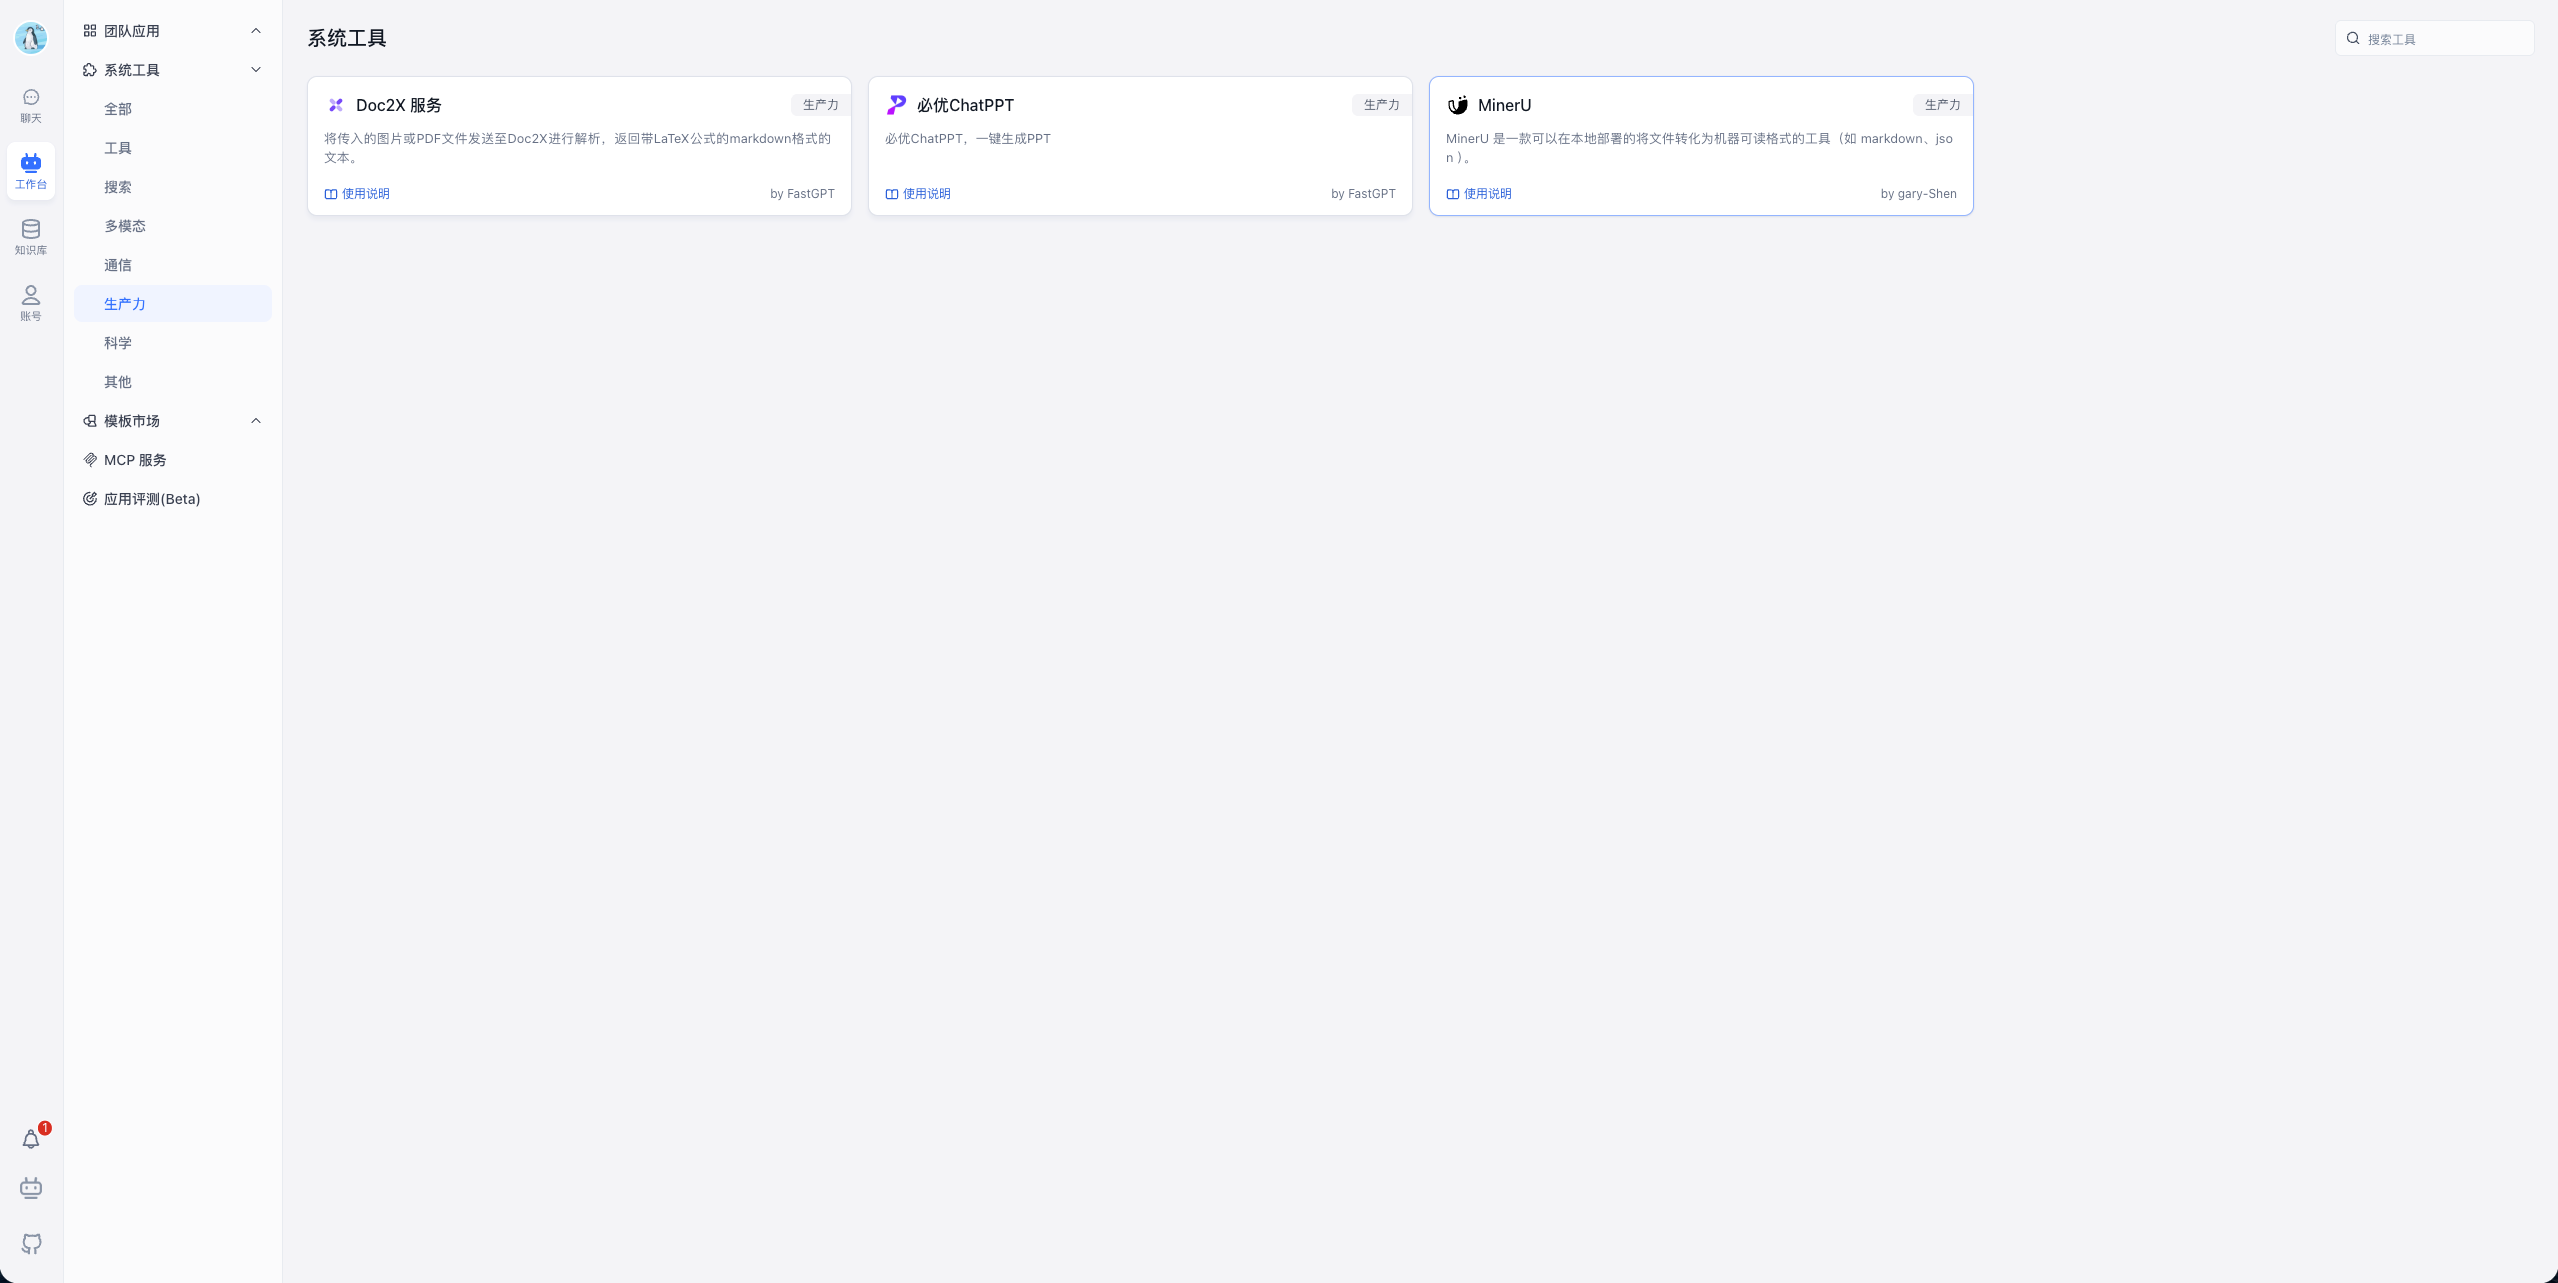 聊天
工作台
知识库
账号
1
团队应用
系统工具
全部
工具
搜索
多模态
通信
生产力
科学
其他
模板市场
MCP 服务
应用评测(Beta)
系统工具
搜索工具
Doc2X 服务
生产力
将传入的图片或PDF文件发送至Doc2X进行解析，返回带LaTeX公式的markdown格式的
文本。
使用说明
by FastGPT
必优ChatPPT
生产力
必优ChatPPT，一键生成PPT
使用说明
by FastGPT
MinerU
生产力
MinerU 是一款可以在本地部署的将文件转化为机器可读格式的工具（如 markdown、jso
n ）。
使用说明
by gary-Shen